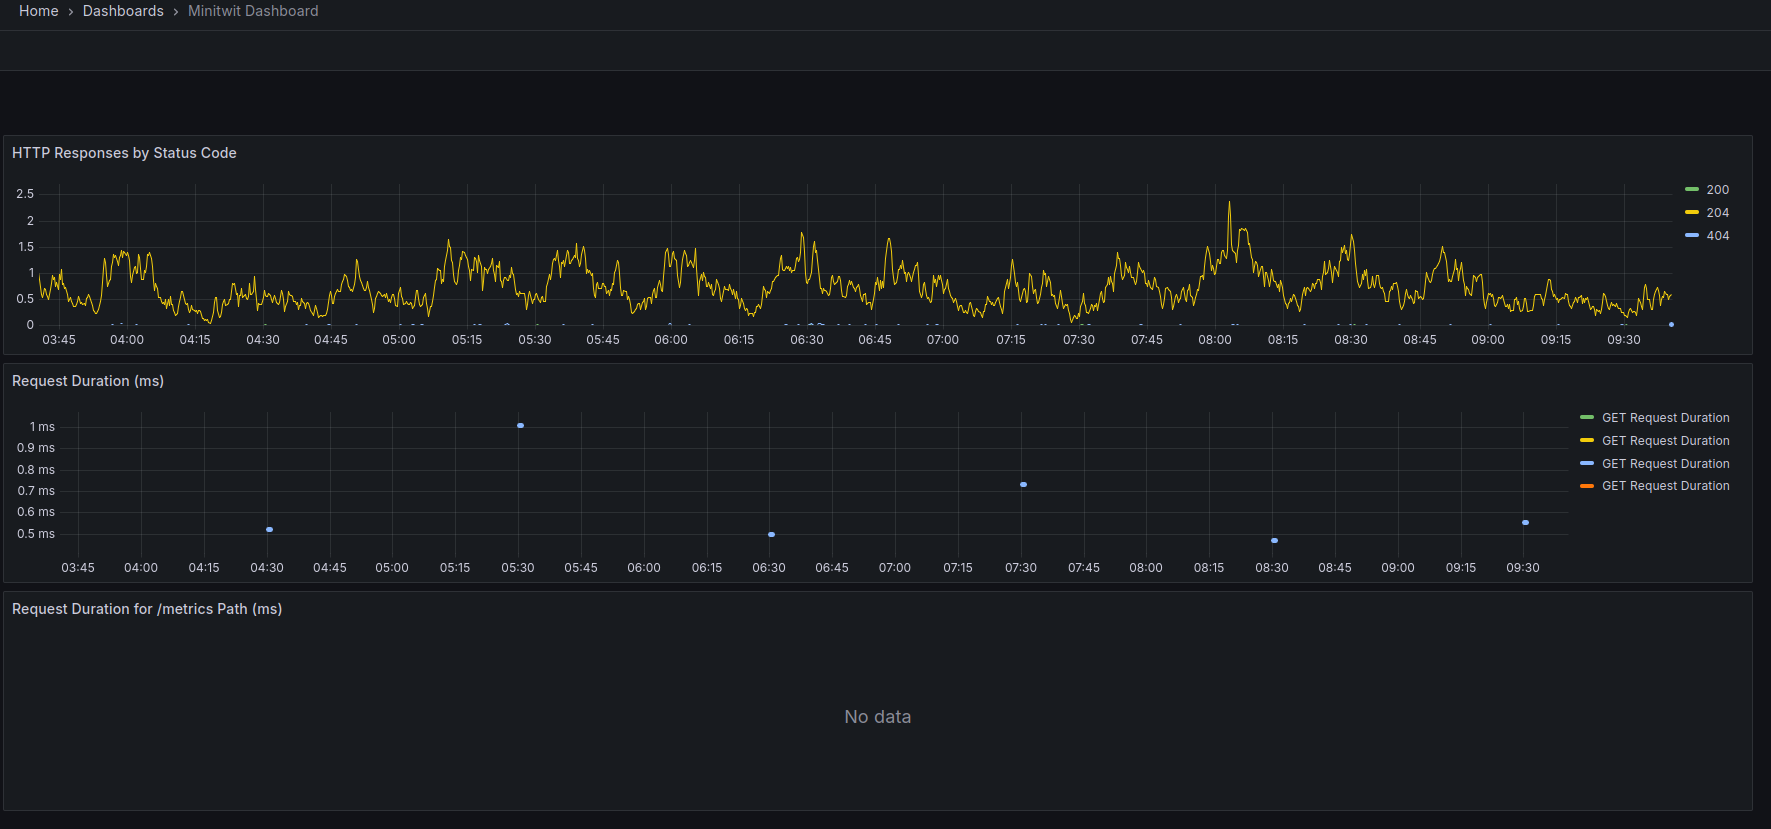 Home › Dashboards › Minitwit Dashboard
HTTP Responses by Status Code
2.5
2
1.5
1
0.5
0
03:45 04:00 04:15 04:30 04:45 05:00 05:15 05:30 05:45 06:00 06:15 06:30 06:45 07:00 07:15 07:30 07:45 08:00 08:15 08:30 08:45 09:00 09:15 09:30
200
204
404
Request Duration (ms)
1 ms
0.9 ms
0.8 ms
0.7 ms
0.6 ms
0.5 ms
03:45 04:00 04:15 04:30 04:45 05:00 05:15 05:30 05:45 06:00 06:15 06:30 06:45 07:00 07:15 07:30 07:45 08:00 08:15 08:30 08:45 09:00 09:15 09:30
GET Request Duration
GET Request Duration
GET Request Duration
GET Request Duration
Request Duration for /metrics Path (ms)
No data